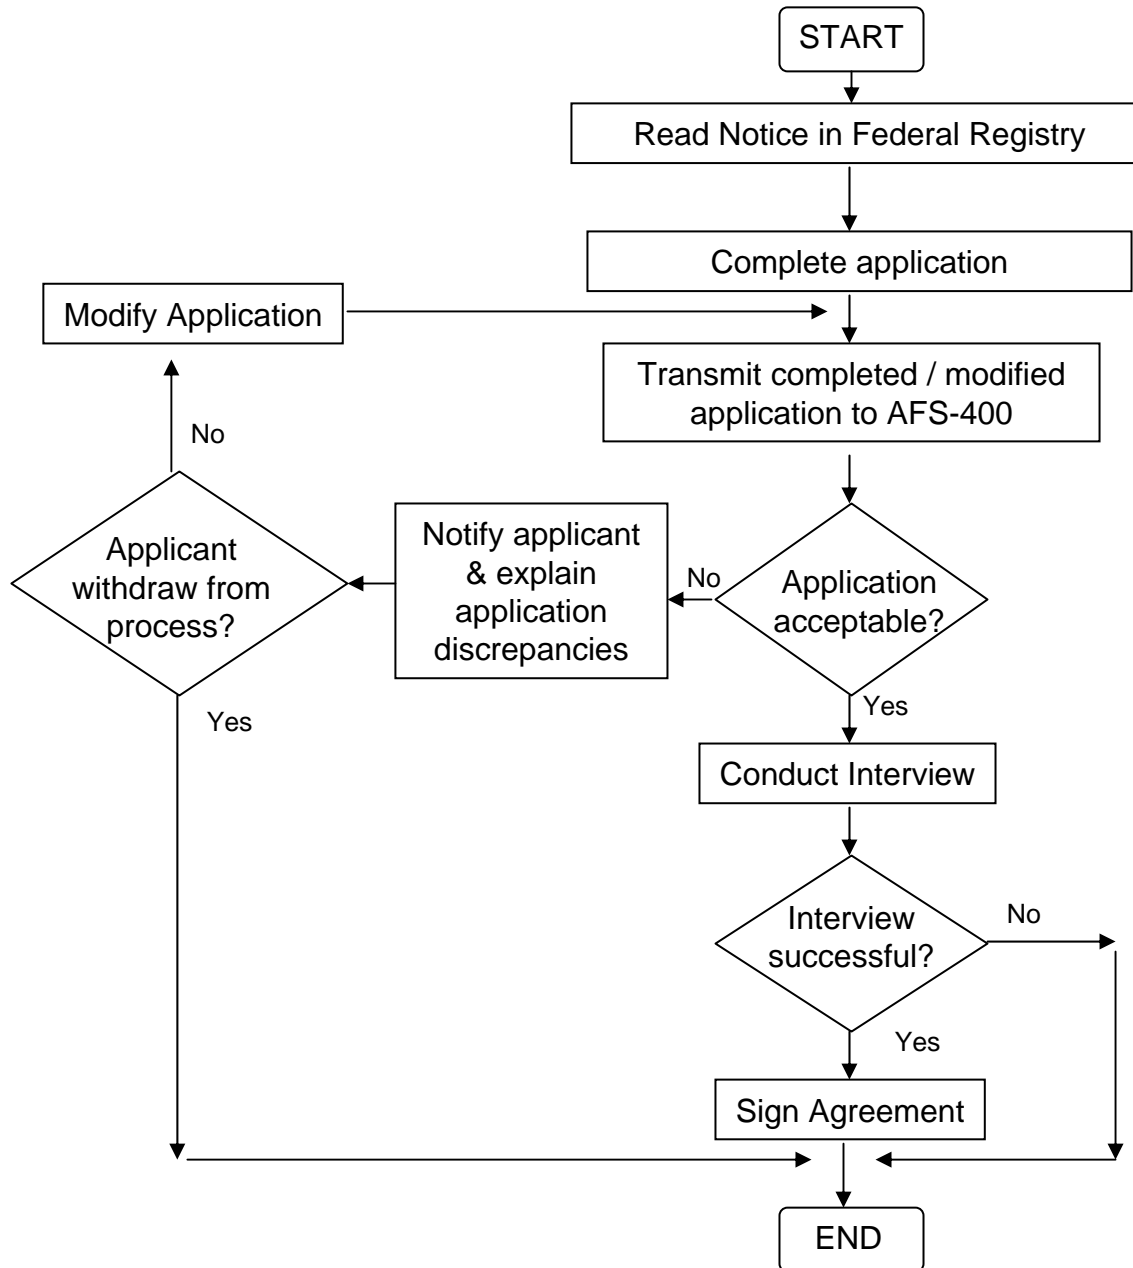 START
Read Notice in Federal Registry
Complete application
Modify Application
Transmit completed / modified
application to AFS-400
No
Applicant
withdraw from
process?
Notify applicant
& explain
application
discrepancies
No
Application
acceptable?
Yes
Yes
Conduct Interview
Interview
successful?
No
Yes
Sign Agreement
END